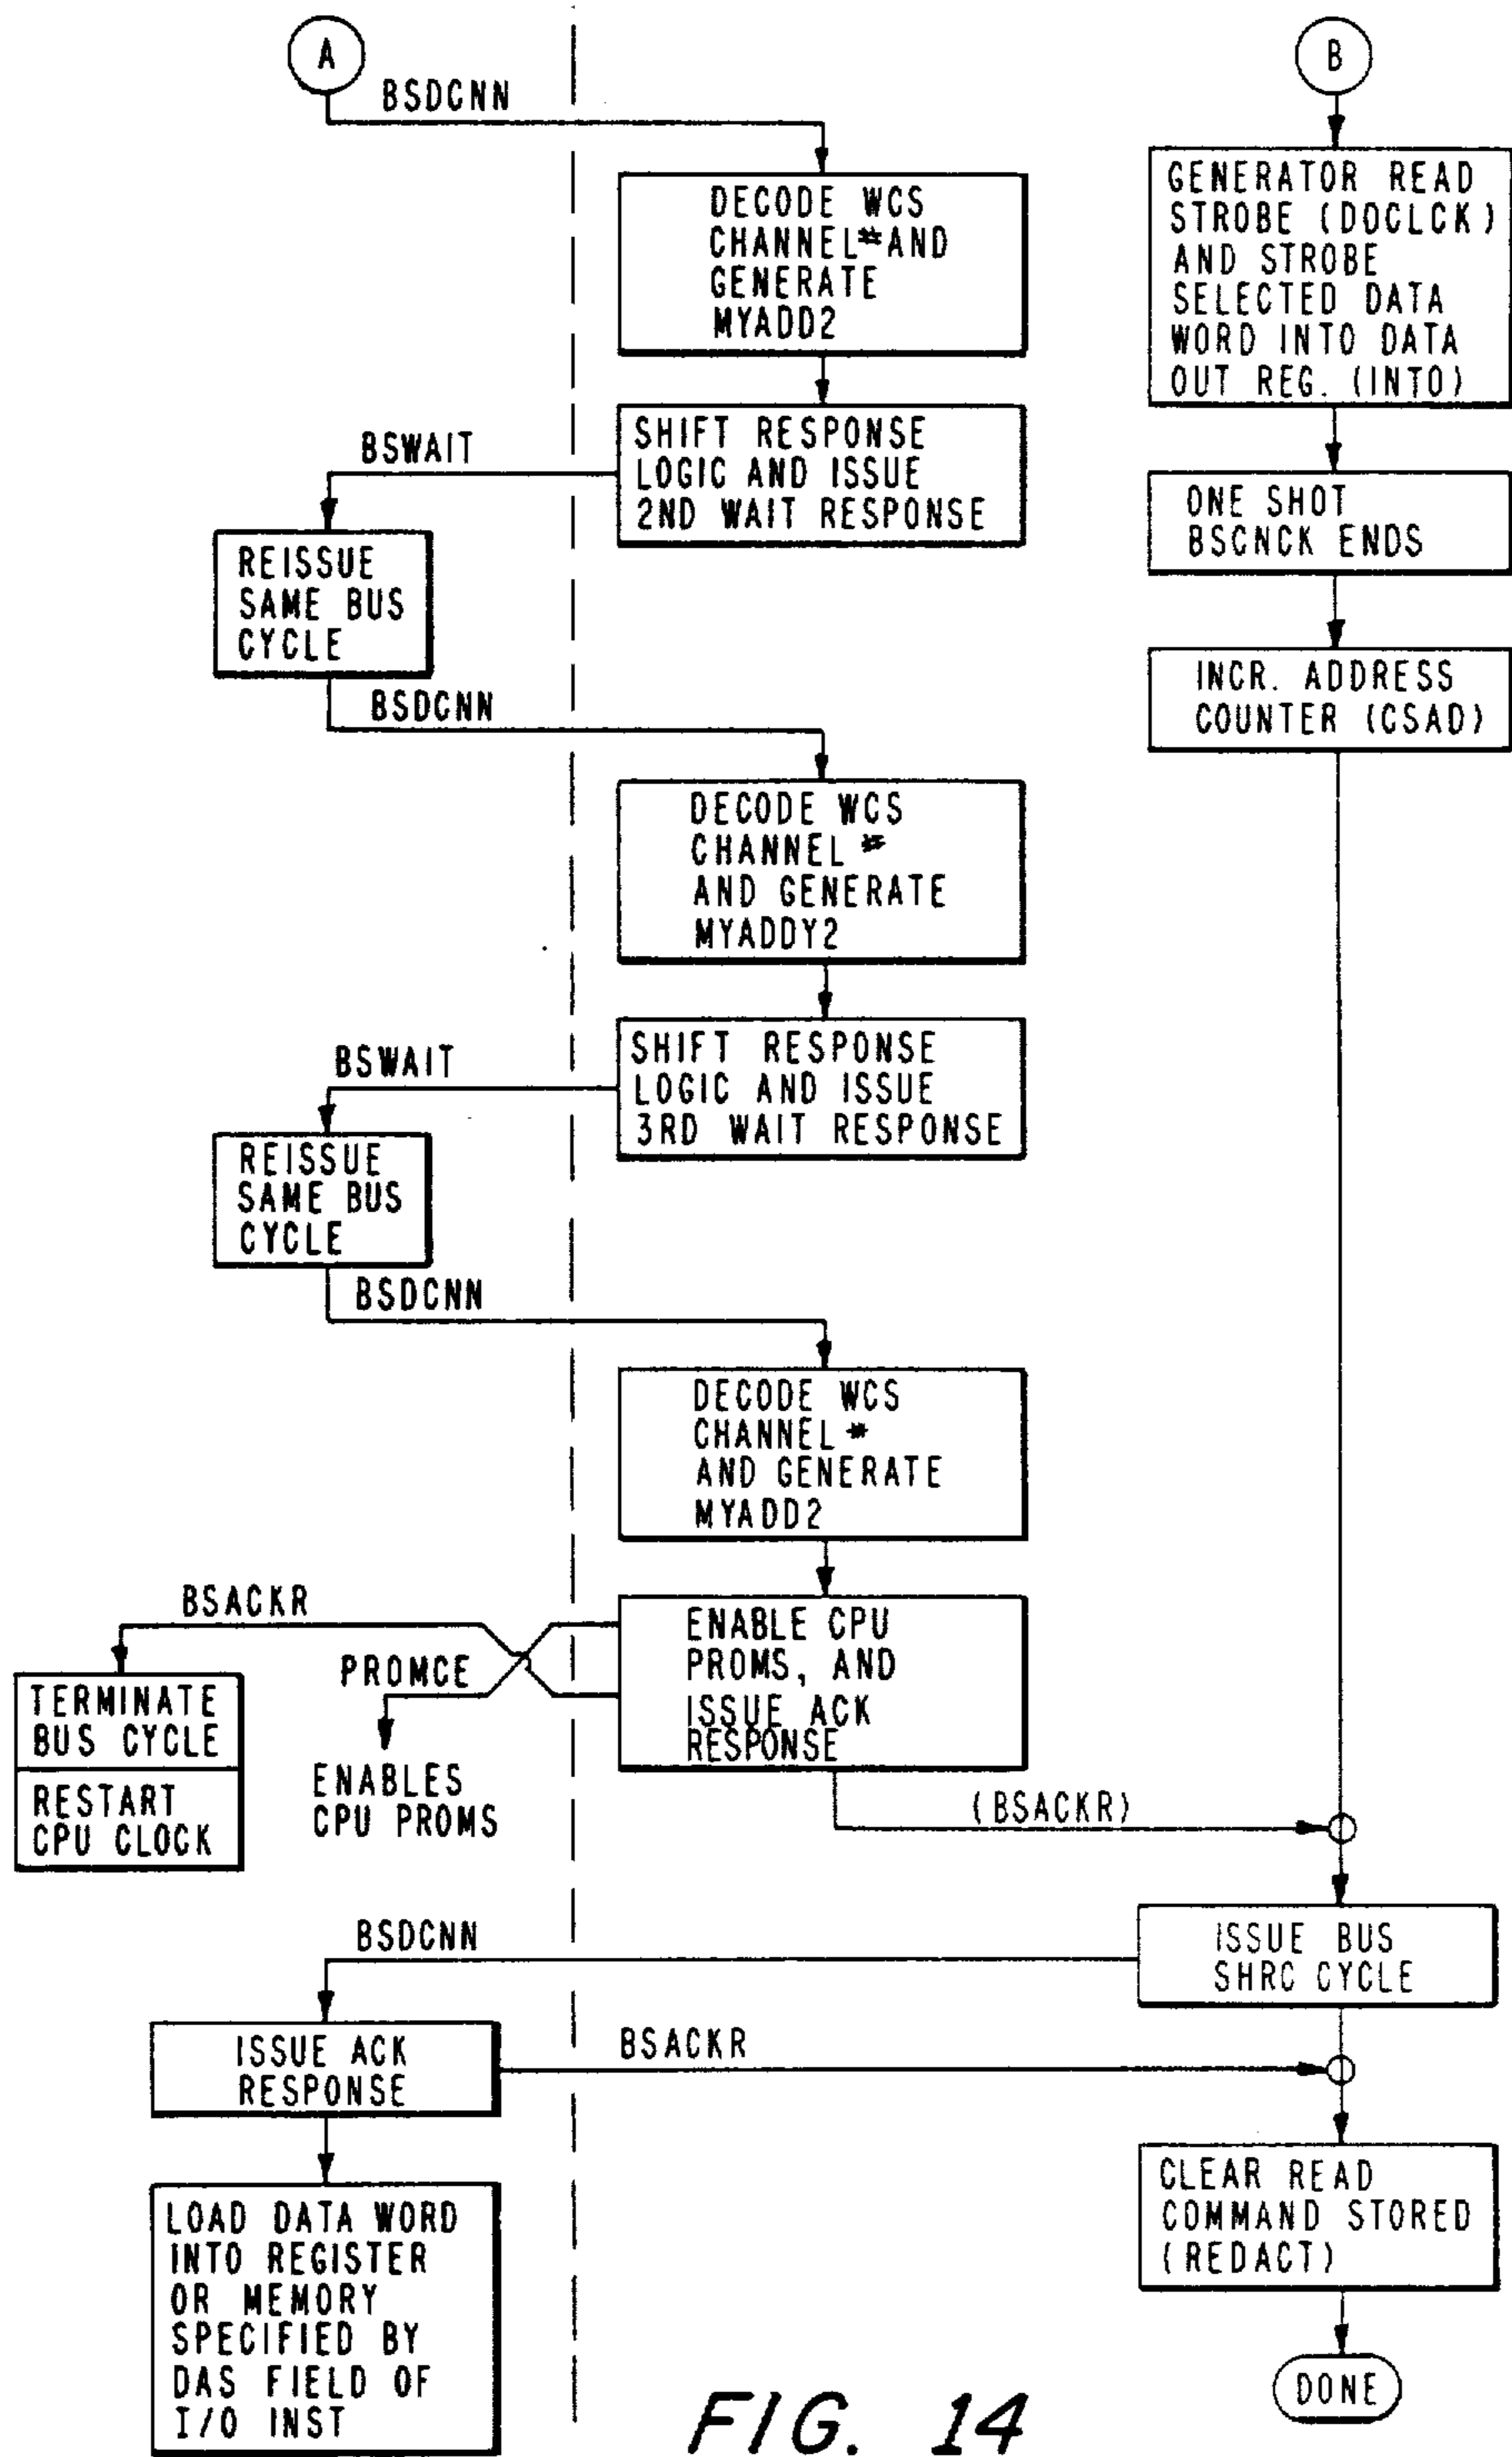 A
BSDCNN
DECODE WCS
CHANNEL # AND
GENERATE
MYADD2
SHIFT RESPONSE
LOGIC AND ISSUE
2ND WAIT RESPONSE
BSWAIT
REISSUE
SAME BUS
CYCLE
BSDCNN
DECODE WCS
CHANNEL #
AND GENERATE
MYADDY2
SHIFT RESPONSE
LOGIC AND ISSUE
3RD WAIT RESPONSE
BSWAIT
REISSUE
SAME BUS
CYCLE
BSDCNN
DECODE WCS
CHANNEL #
AND GENERATE
MYADD2
ENABLE CPU
PROMS, AND
ISSUE ACK
RESPONSE
BSACKR
PROMCE
TERMINATE
BUS CYCLE
RESTART
CPU CLOCK
ENABLES
CPU PROMS
(BSACKR)
B
GENERATOR READ
STROBE (DOCLCK)
AND STROBE
SELECTED DATA
WORD INTO DATA
OUT REG. (INTO)
ONE SHOT
BSCNCK ENDS
INCR. ADDRESS
COUNTER (CSAD)
ISSUE BUS
SHRC CYCLE
BSDCNN
ISSUE ACK
RESPONSE
BSACKR
LOAD DATA WORD
INTO REGISTER
OR MEMORY
SPECIFIED BY
DAS FIELD OF
I/O INST
CLEAR READ
COMMAND STORED
(REDACT)
DONE
FIG. 14